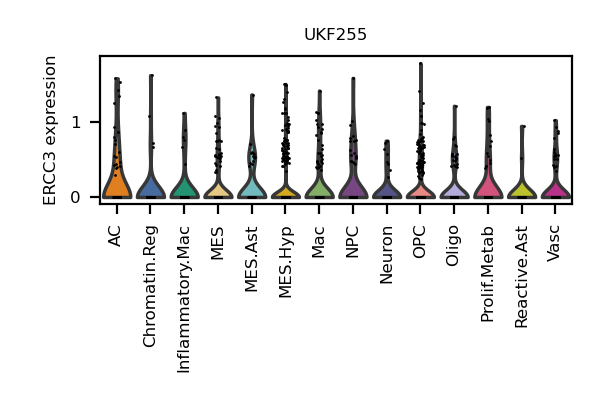 UKF255
ERCC3 expression
1
0
AC
Chromatin.Reg
Inflammatory.Mac
MES
MES.Ast
MES.Hyp
Mac
NPC
Neuron
OPC
Oligo
Prolif.Metab
Reactive.Ast
Vasc